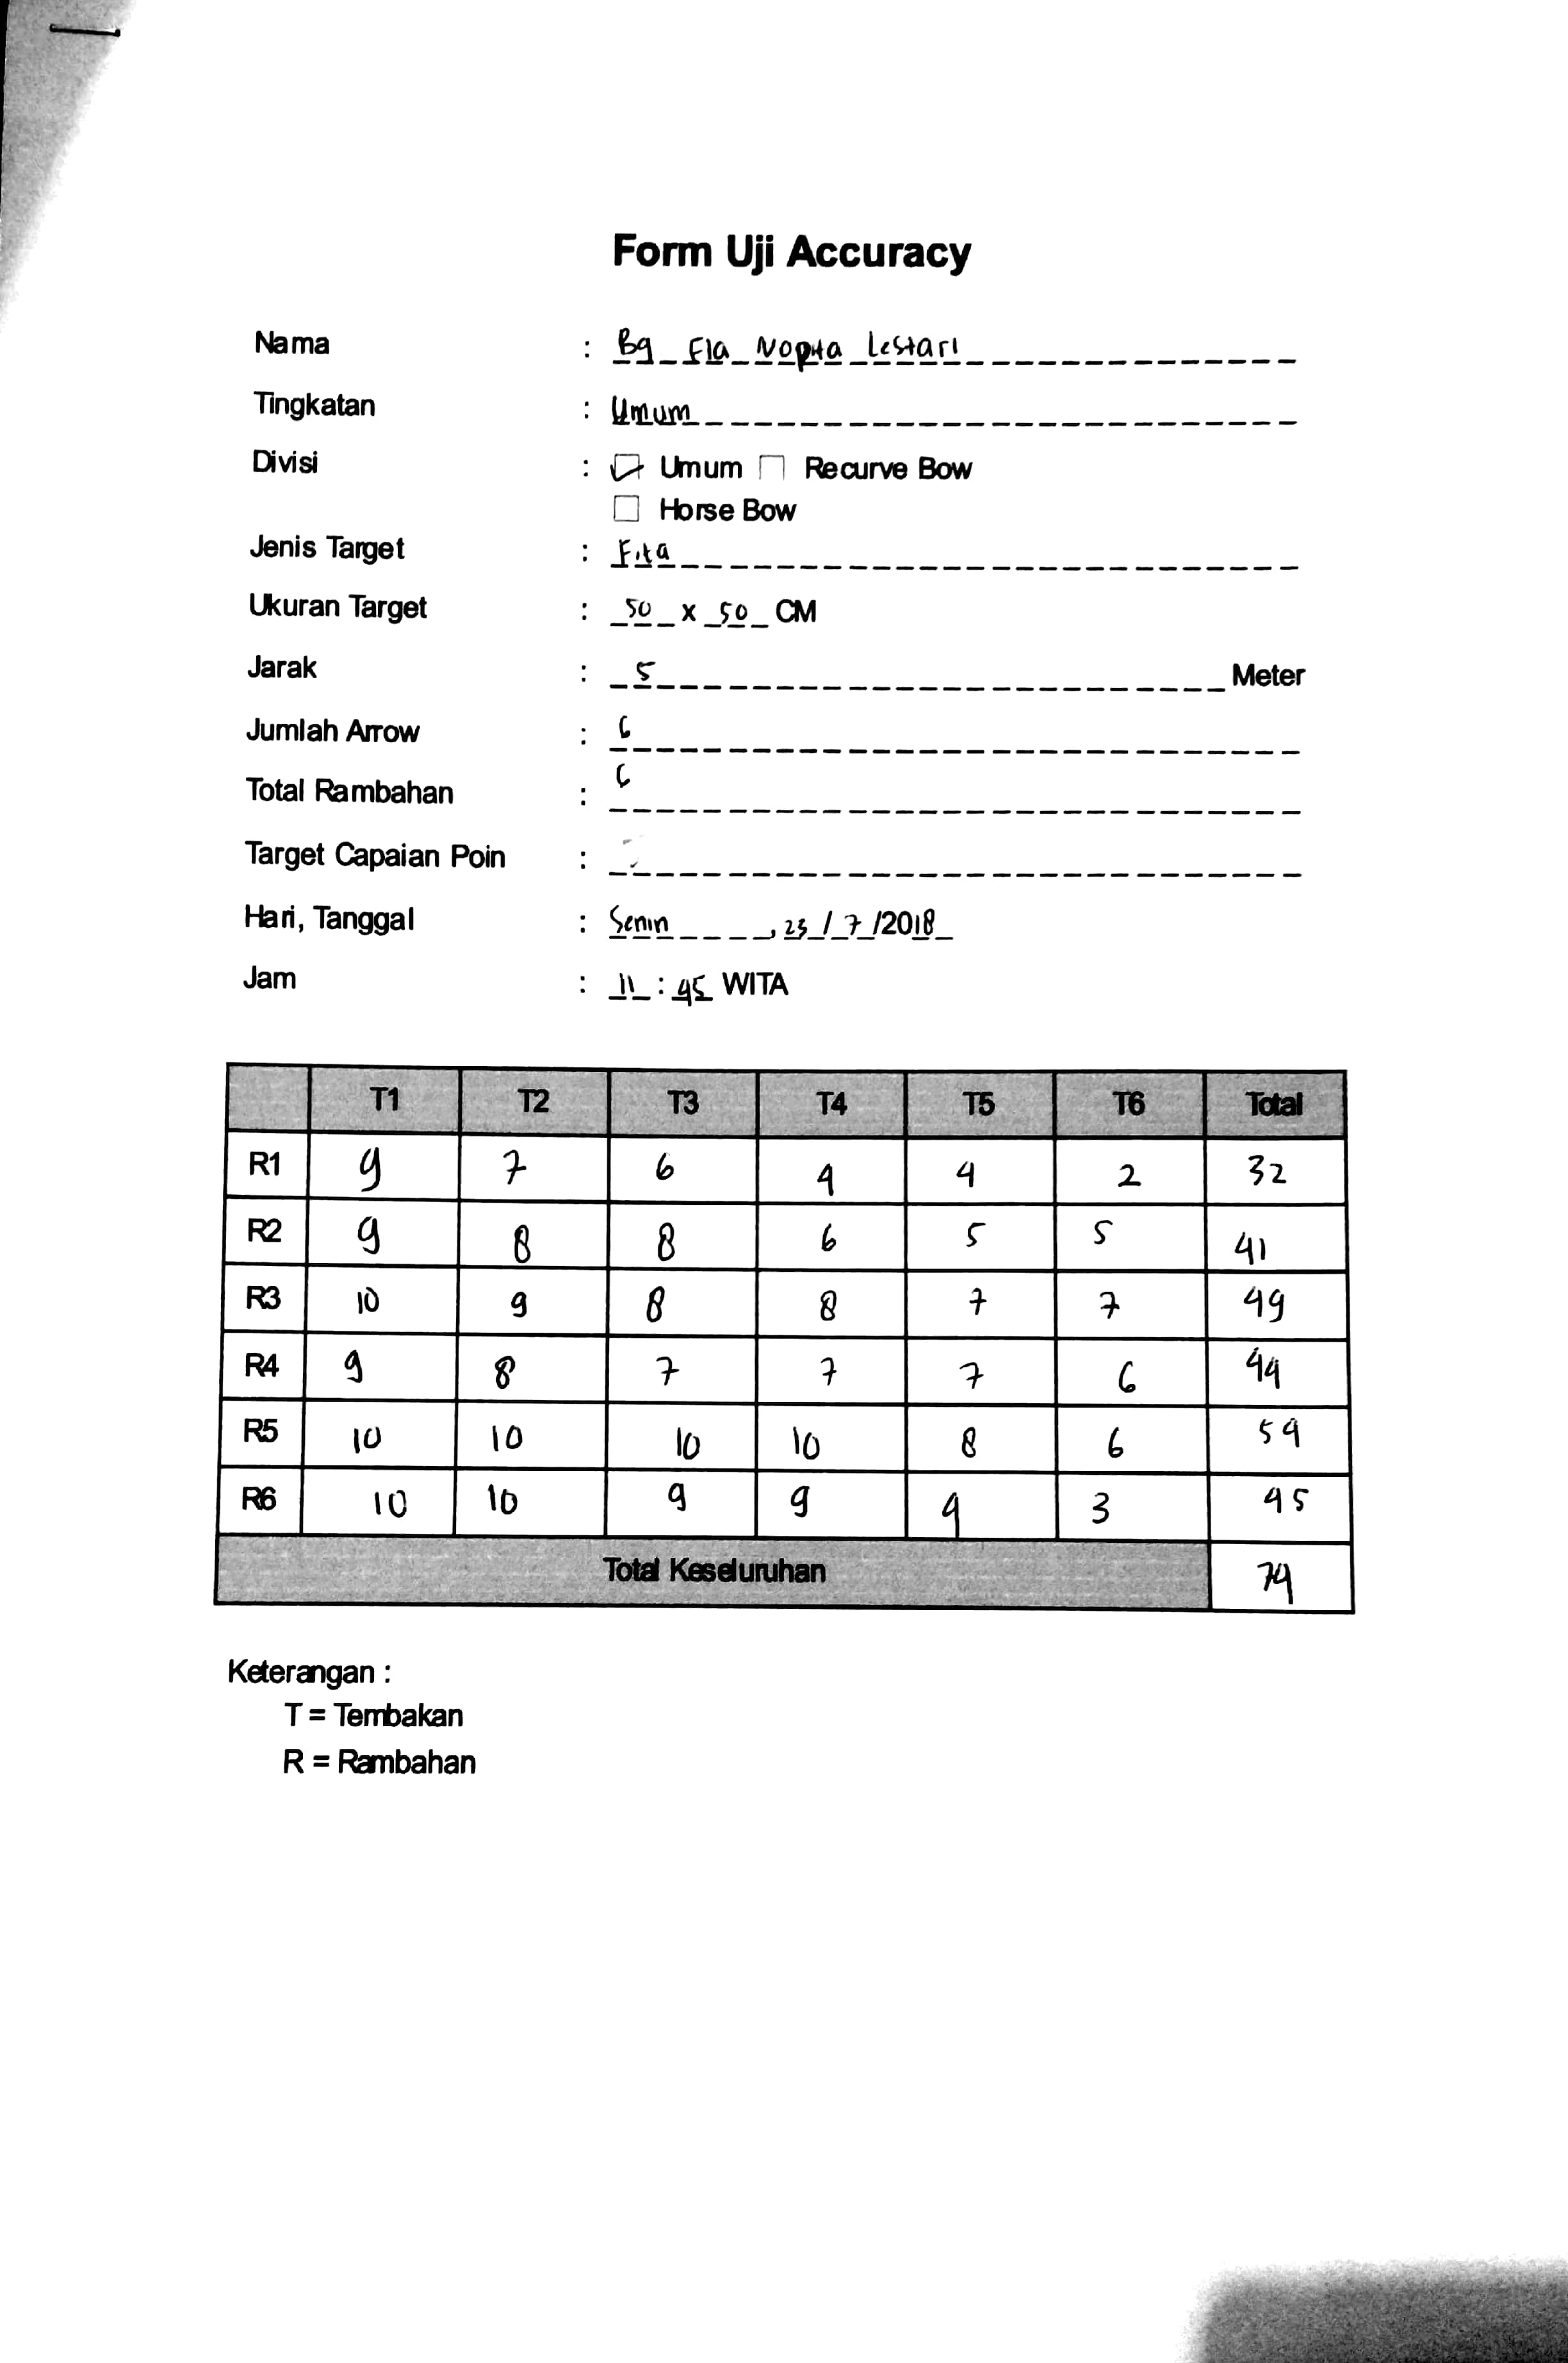 Form Uji Accuracy
Nama : Bq Ela Nopita Lestari
Tingkatan : Umum
Divisi : Umum Recurve Bow
Horse Bow
Jenis Target : Fita
Ukuran Target : 50 x 50 CM
Jarak : 5 Meter
Jumlah Arrow : 6
Total Rambahan : 6
Target Capaian Poin :
Hari, Tanggal : Senin, 23/7/2018
Jam : 11:45 WITA
T1 T2 T3 T4 T5 T6 Total
R1 9 7 6 4 4 2 32
R2 9 8 8 6 5 5 41
R3 10 9 8 8 7 7 49
R4 9 8 7 7 7 6 44
R5 10 10 10 10 8 6 54
R6 10 10 9 9 4 3 45
Total Keseluruhan 74
Keterangan :
T = Tembakan
R = Rambahan